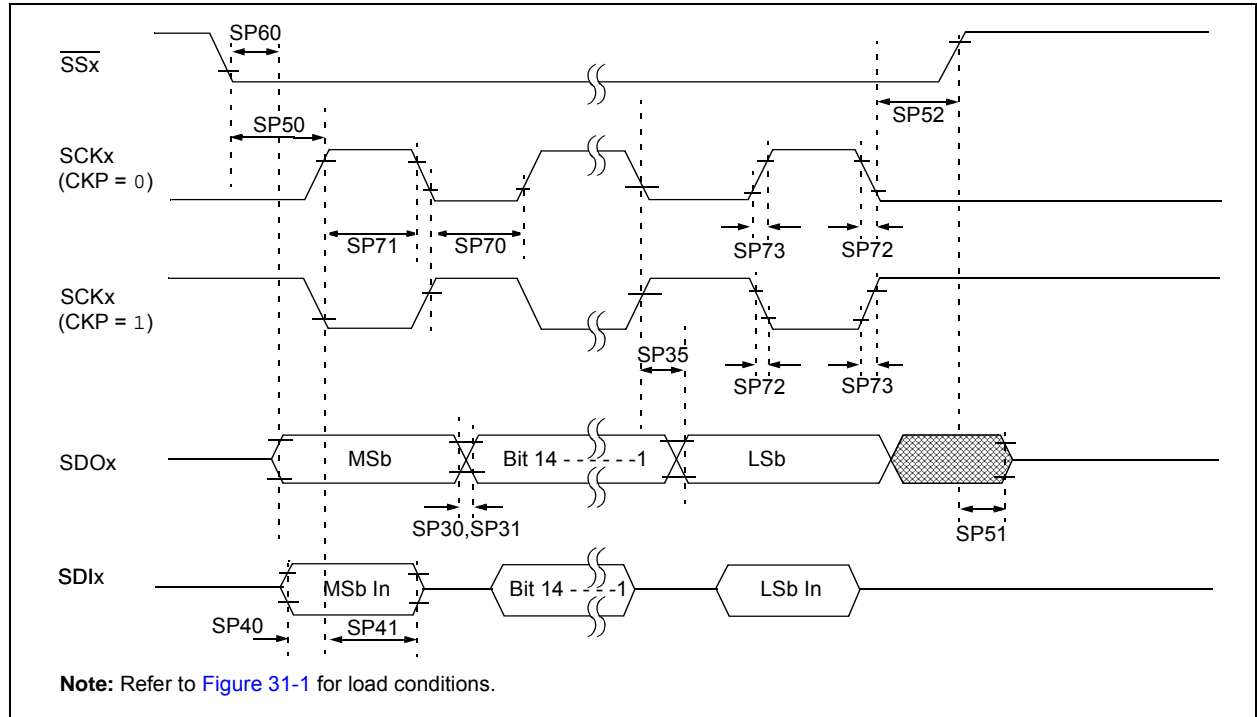 SP60
SSx
SP50
SP52
SCKx
(CKP = 0)
SP71
SP70
SP73
SP72
SCKx
(CKP = 1)
SP35
SP72
SP73
SDOx
MSb
Bit 14 - - - - - -1
LSb
SP30,SP31
SP51
SDIx
MSb In
Bit 14 - - - -1
LSb In
SP40
SP41
Note: Refer to Figure 31-1 for load conditions.